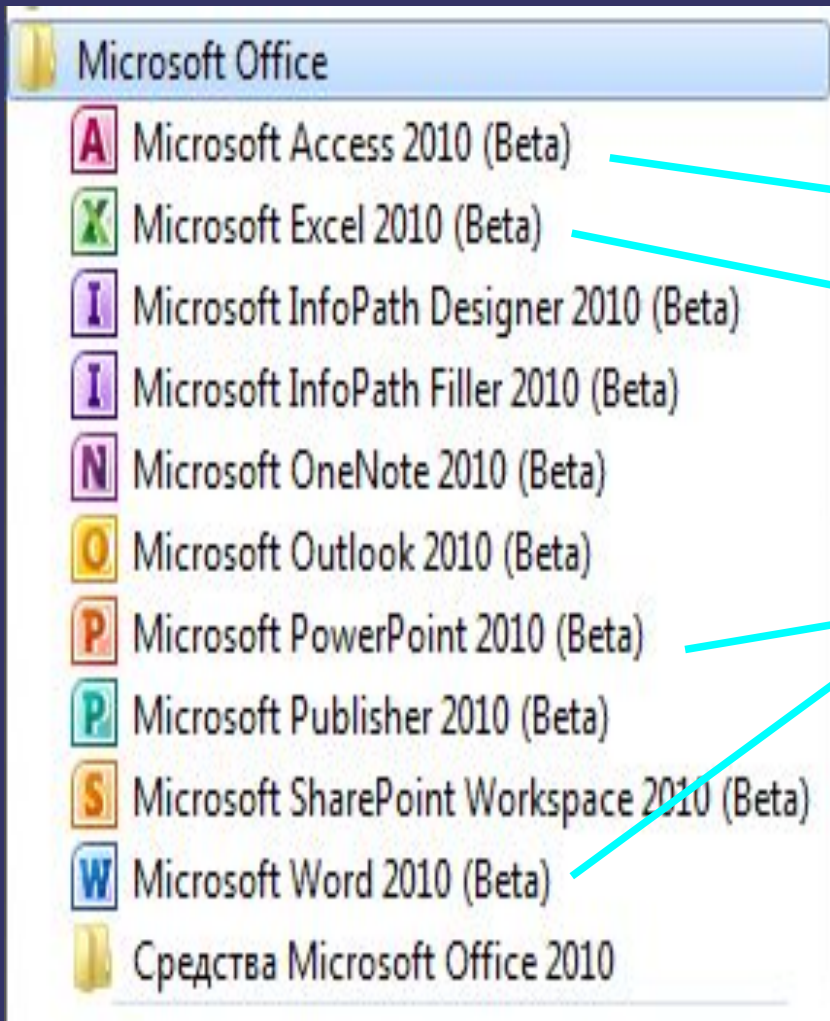 Microsoft Office
A Microsoft Access 2010 (Beta)
X Microsoft Excel 2010 (Beta)
I Microsoft InfoPath Designer 2010 (Beta)
I Microsoft InfoPath Filler 2010 (Beta)
N Microsoft OneNote 2010 (Beta)
O Microsoft Outlook 2010 (Beta)
P Microsoft PowerPoint 2010 (Beta)
P Microsoft Publisher 2010 (Beta)
S Microsoft SharePoint Workspace 2010 (Beta)
W Microsoft Word 2010 (Beta)
Средства Microsoft Office 2010